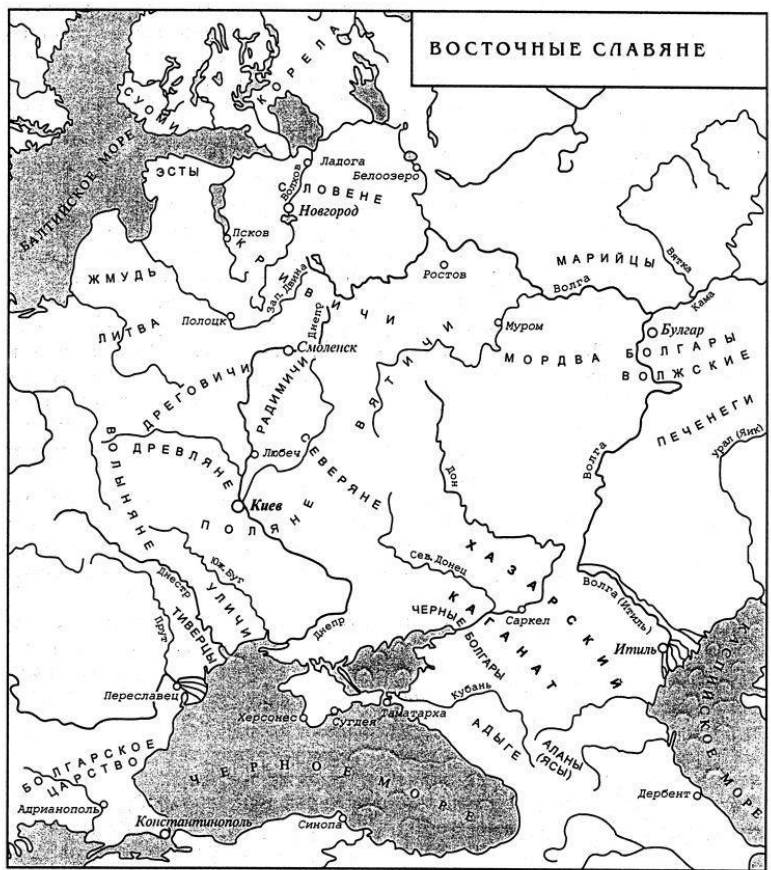 ВОСТОЧНЫЕ СЛАВЯНЕ
КОРЕЛА
СУОМИ
БАЛТИЙСКОЕ МОРЕ
ЭСТЫ
Ладога
Белоозеро
Волхов
СЛОВЕНЕ
Новгород
Псков
КРИВИЧИ
Ростов
МАРИЙЦЫ
Вятка
Волга
Кама
ЖМУДЬ
Зап. Двина
Днепр
Полоцк
ЛИТВА
Муром
Булгар
Смоленск
МОРДВА
БОЛГАРЫ
ВОЛЖСКИЕ
ВЯТИЧИ
ДРЕГОВИЧИ
РАДИМИЧИ
ПЕЧЕНЕГИ
Урал (Яик)
ВОЛЫНЯНЕ
ДРЕВЛЯНЕ
Любеч
СЕВЕРЯНЕ
Дон
Волга
Киев
ПОЛЯНЕ
ХАЗАРСКИЙ
КАГАНАТ
Юж. Буг
Сев. Донец
Днестр
УЛИЧИ
Волга (Итиль)
ТИВЕРЦЫ
Прут
Днепр
ЧЕРНЫЕ
БОЛГАРЫ
Саркел
Итиль
КАСПИЙСКОЕ МОРЕ
Переславец
Херсонес
Сугдея
Таматарха
Кубань
АДЫГЕ
АЛАНЫ
(ЯСЫ)
БОЛГАРСКОЕ
ЦАРСТВО
ЧЕРНОЕ МОРЕ
Адрианополь
Дербент
Константинополь
Синопа